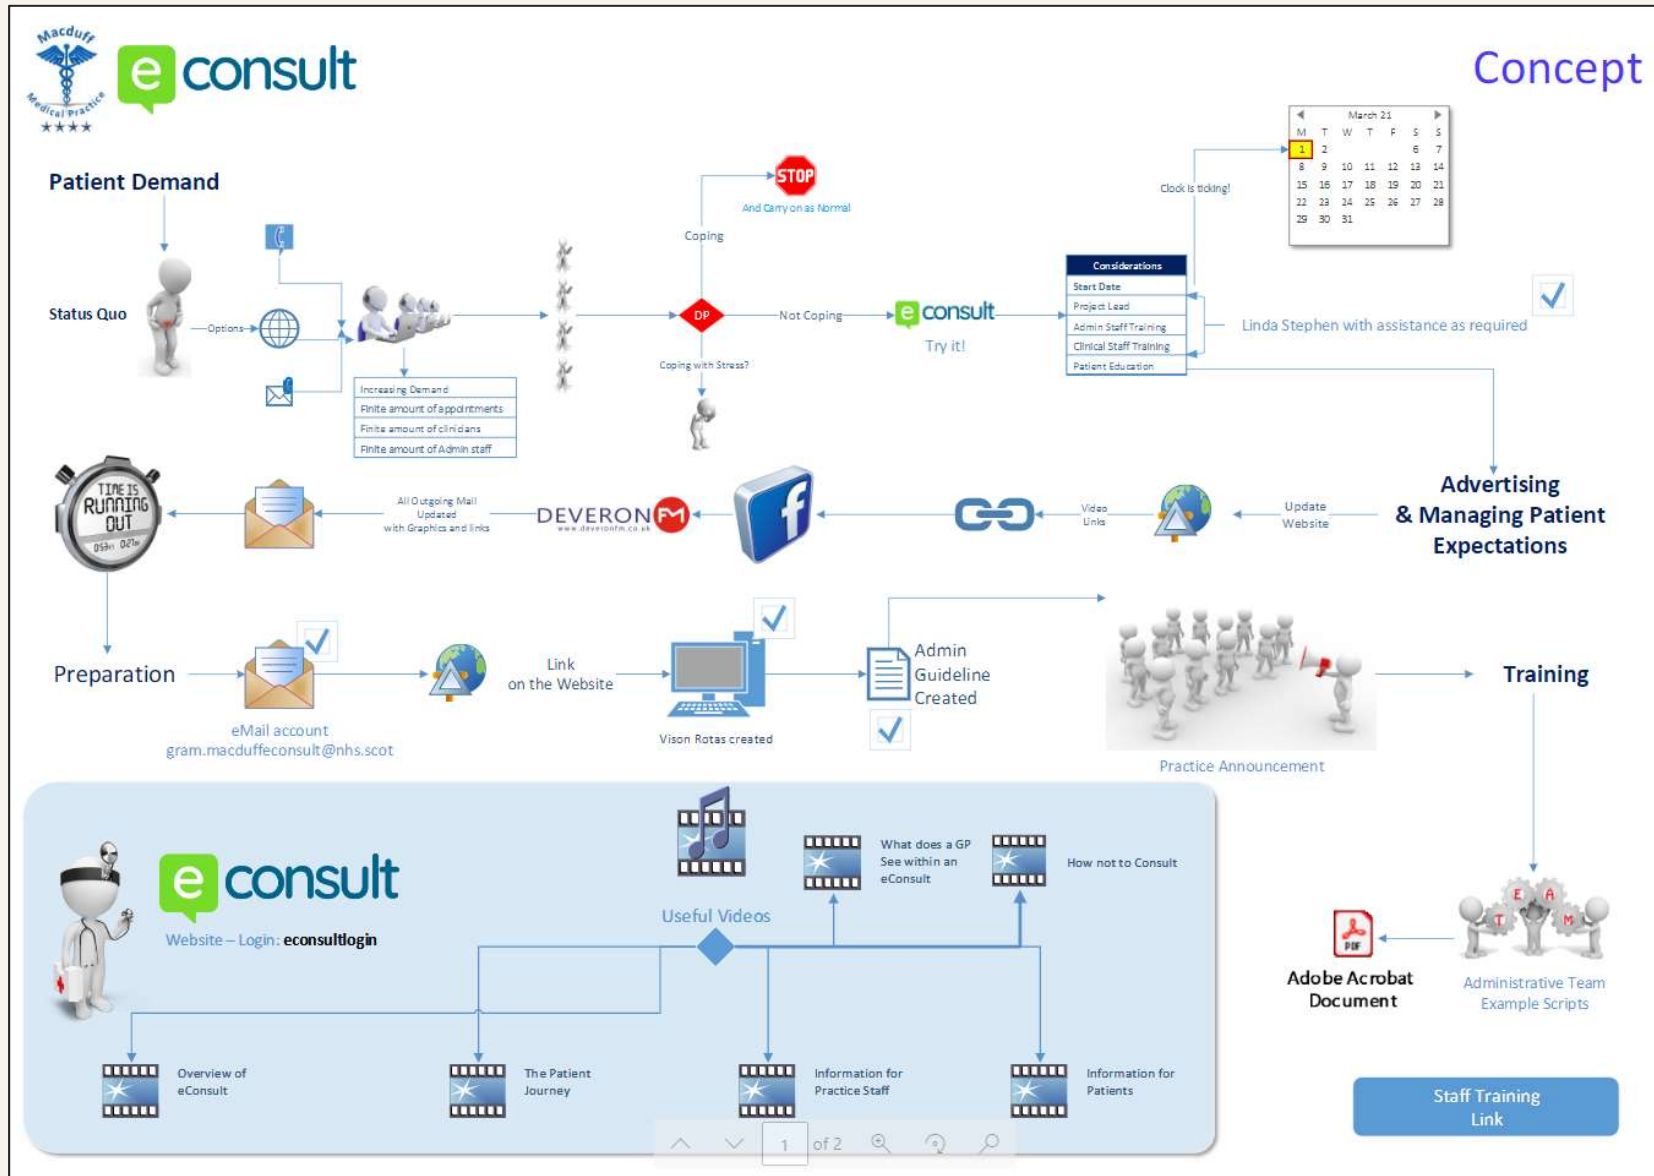 Macduff
Medical Practice
e consult
Concept
March 21
M T W T F S S
1 2 6 7
8 9 10 11 12 13 14
15 16 17 18 19 20 21
22 23 24 25 26 27 28
29 30 31
Patient Demand
STOP
And Carry on as Normal
Clock is ticking!
Coping
Considerations
Start Date
Project Lead
Admin Staff Training
Clinical Staff Training
Patient Education
Status Quo
Options
DP
Not Coping
e consult
Try it!
Linda Stephen with assistance as required
Coping with Stress?
Increasing Demand
Finite amount of appointments
Finite amount of clinicians
Finite amount of Admin staff
TIME IS
RUNNING
OUT
All Outgoing Mail
Updated
with Graphics and links
DEVERON FM
www.deveronfm.co.uk
f
Video
Links
Update
Website
Advertising
& Managing Patient
Expectations
Preparation
eMail account
gram.macduffeconsult@nhs.scot
Link
on the Website
Vison Rotas created
Admin
Guideline
Created
Practice Announcement
Training
e consult
Website – Login: econsultlogin
Useful Videos
What does a GP
See within an
eConsult
How not to Consult
Overview of
eConsult
The Patient
Journey
Information for
Practice Staff
Information for
Patients
T E A M
PDF
Adobe Acrobat
Document
Administrative Team
Example Scripts
Staff Training
Link
1 of 2